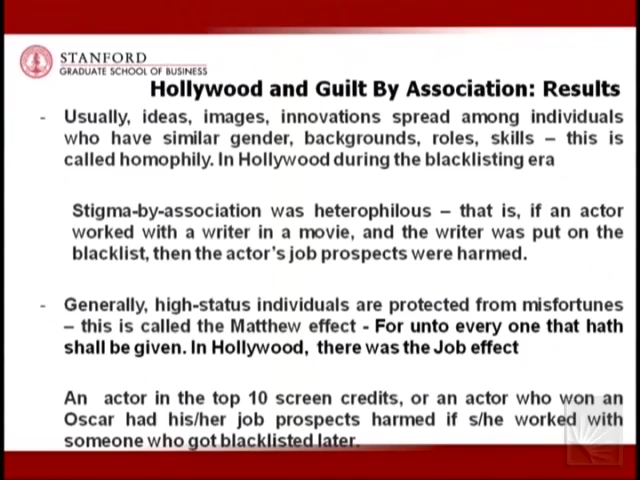 STANFORD
GRADUATE SCHOOL OF BUSINESS
Hollywood and Guilt By Association: Results
- Usually, ideas, images, innovations spread among individuals
who have similar gender, backgrounds, roles, skills – this is
called homophily. In Hollywood during the blacklisting era
Stigma-by-association was heterophilous – that is, if an actor
worked with a writer in a movie, and the writer was put on the
blacklist, then the actor's job prospects were harmed.
- Generally, high-status individuals are protected from misfortunes
– this is called the Matthew effect - For unto every one that hath
shall be given. In Hollywood, there was the Job effect
An actor in the top 10 screen credits, or an actor who won an
Oscar had his/her job prospects harmed if s/he worked with
someone who got blacklisted later.